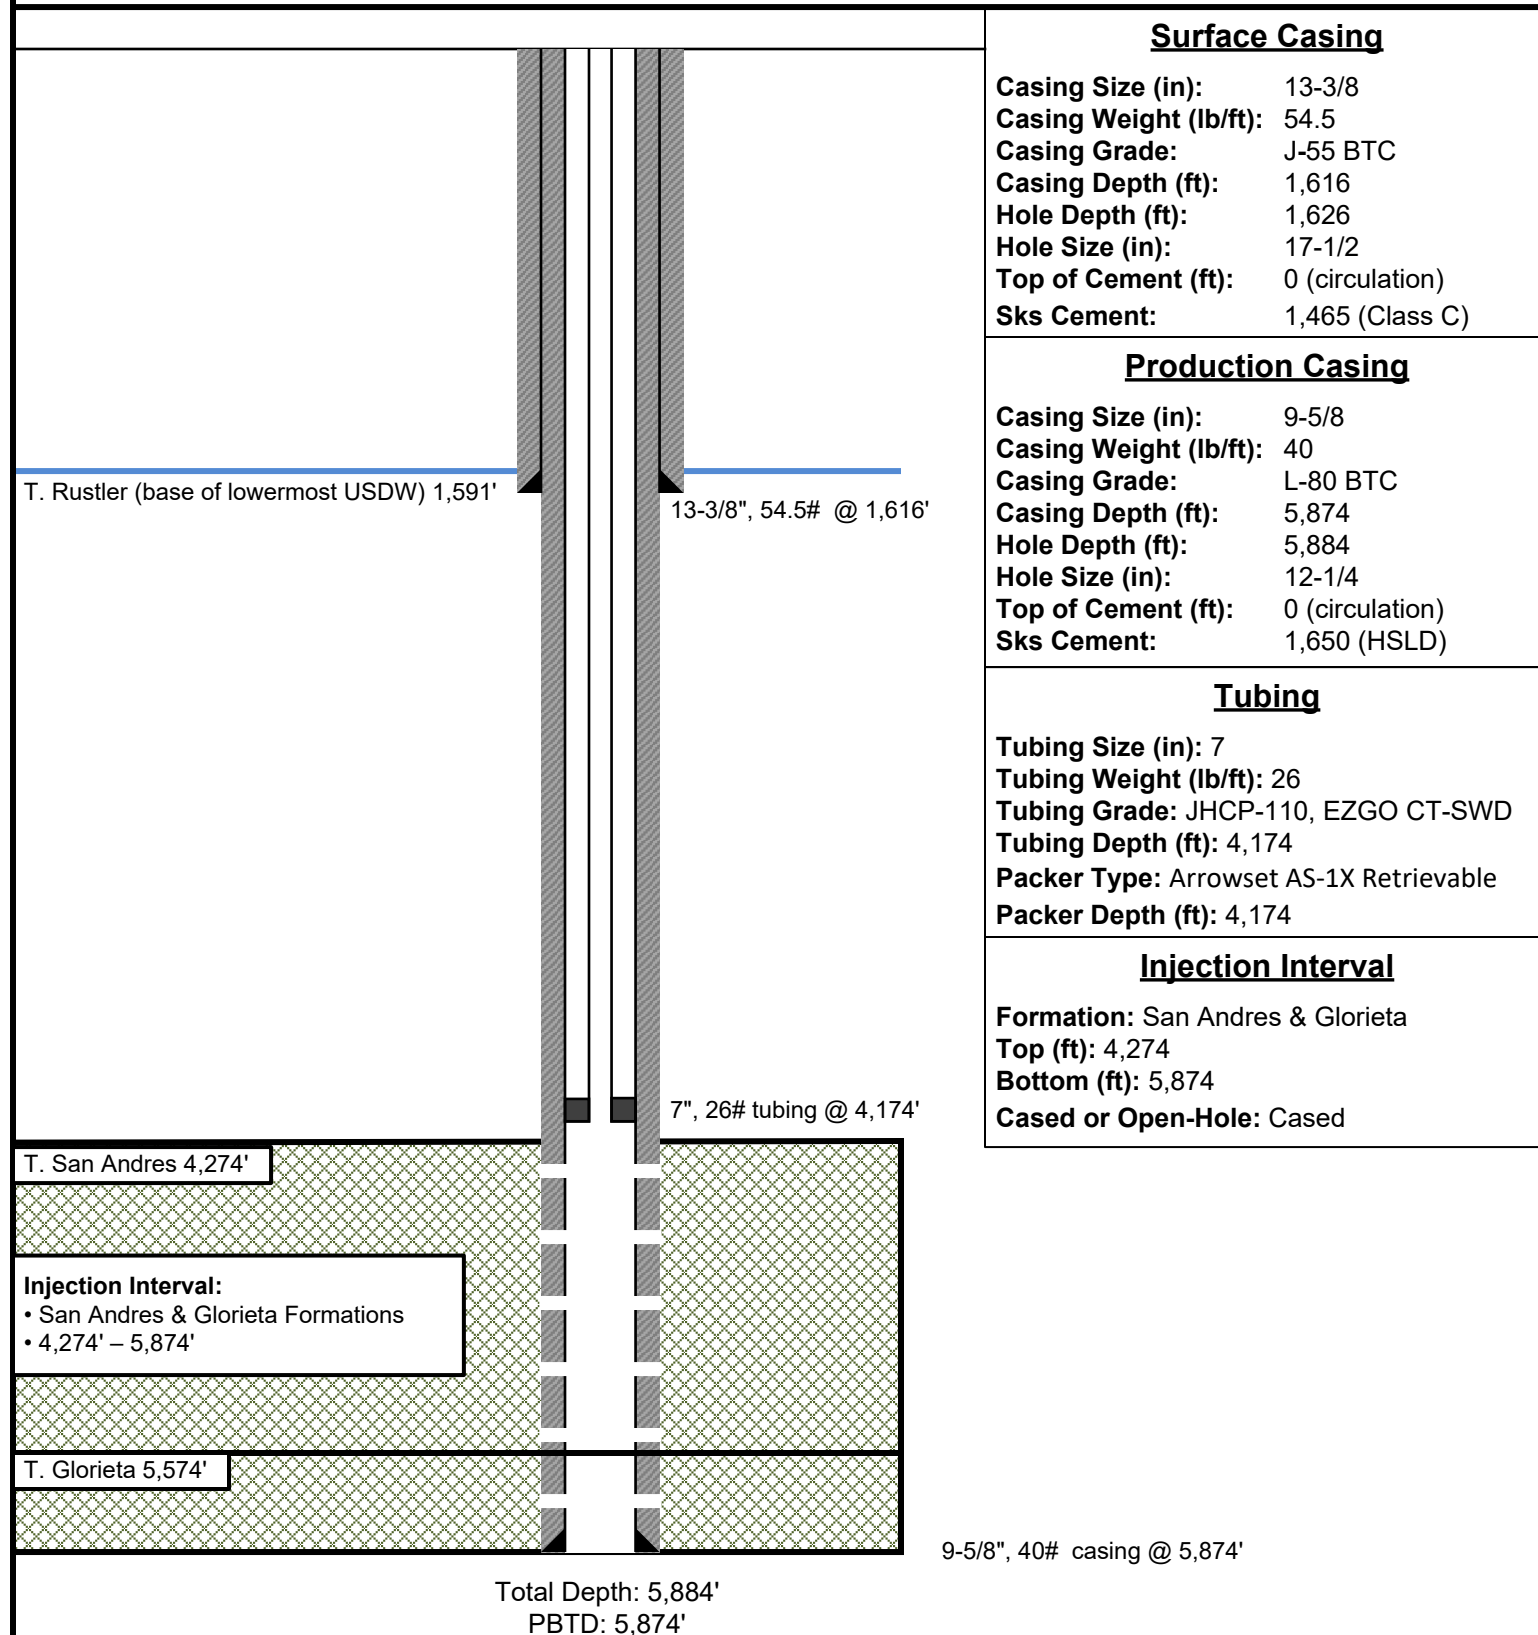 Surface Casing
Casing Size (in): 13-3/8
Casing Weight (lb/ft): 54.5
Casing Grade: J-55 BTC
Casing Depth (ft): 1,616
Hole Depth (ft): 1,626
Hole Size (in): 17-1/2
Top of Cement (ft): 0 (circulation)
Sks Cement: 1,465 (Class C)
Production Casing
Casing Size (in): 9-5/8
Casing Weight (lb/ft): 40
Casing Grade: L-80 BTC
Casing Depth (ft): 5,874
Hole Depth (ft): 5,884
Hole Size (in): 12-1/4
Top of Cement (ft): 0 (circulation)
Sks Cement: 1,650 (HSLD)
Tubing
Tubing Size (in): 7
Tubing Weight (lb/ft): 26
Tubing Grade: JHCP-110, EZGO CT-SWD
Tubing Depth (ft): 4,174
Packer Type: Arrowset AS-1X Retrievable
Packer Depth (ft): 4,174
Injection Interval
Formation: San Andres & Glorieta
Top (ft): 4,274
Bottom (ft): 5,874
Cased or Open-Hole: Cased
T. Rustler (base of lowermost USDW) 1,591'
13-3/8", 54.5# @ 1,616'
7", 26# tubing @ 4,174'
T. San Andres 4,274'
Injection Interval:
• San Andres & Glorieta Formations
• 4,274' – 5,874'
T. Glorieta 5,574'
9-5/8", 40# casing @ 5,874'
Total Depth: 5,884'
PBTD: 5,874'